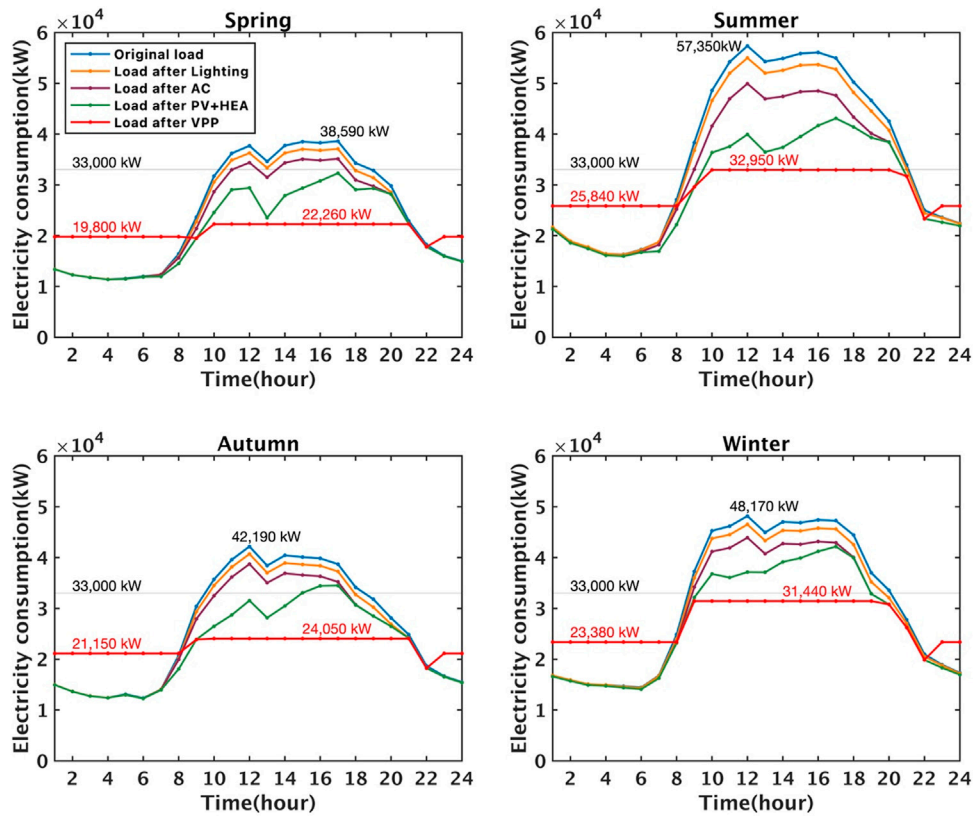 Spring
×10⁴
Electricity consumption(kW)
6
5
4
3
2
1
0
Original load
Load after Lighting
Load after AC
Load after PV+HEA
Load after VPP
38,590 kW
33,000 kW
19,800 kW
22,260 kW
2 4 6 8 10 12 14 16 18 20 22 24
Time(hour)
Summer
×10⁴
Electricity consumption(kW)
6
5
4
3
2
1
0
57,350kW
33,000 kW
32,950 kW
25,840 kW
2 4 6 8 10 12 14 16 18 20 22 24
Time(hour)
Autumn
×10⁴
Electricity consumption(kW)
6
5
4
3
2
1
0
42,190 kW
33,000 kW
21,150 kW
24,050 kW
2 4 6 8 10 12 14 16 18 20 22 24
Time(hour)
Winter
×10⁴
Electricity consumption(kW)
6
5
4
3
2
1
0
48,170 kW
33,000 kW
31,440 kW
23,380 kW
2 4 6 8 10 12 14 16 18 20 22 24
Time(hour)